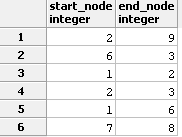 start_node end_node
integer integer
1 2 9
2 6 3
3 1 2
4 2 3
5 1 6
6 7 8